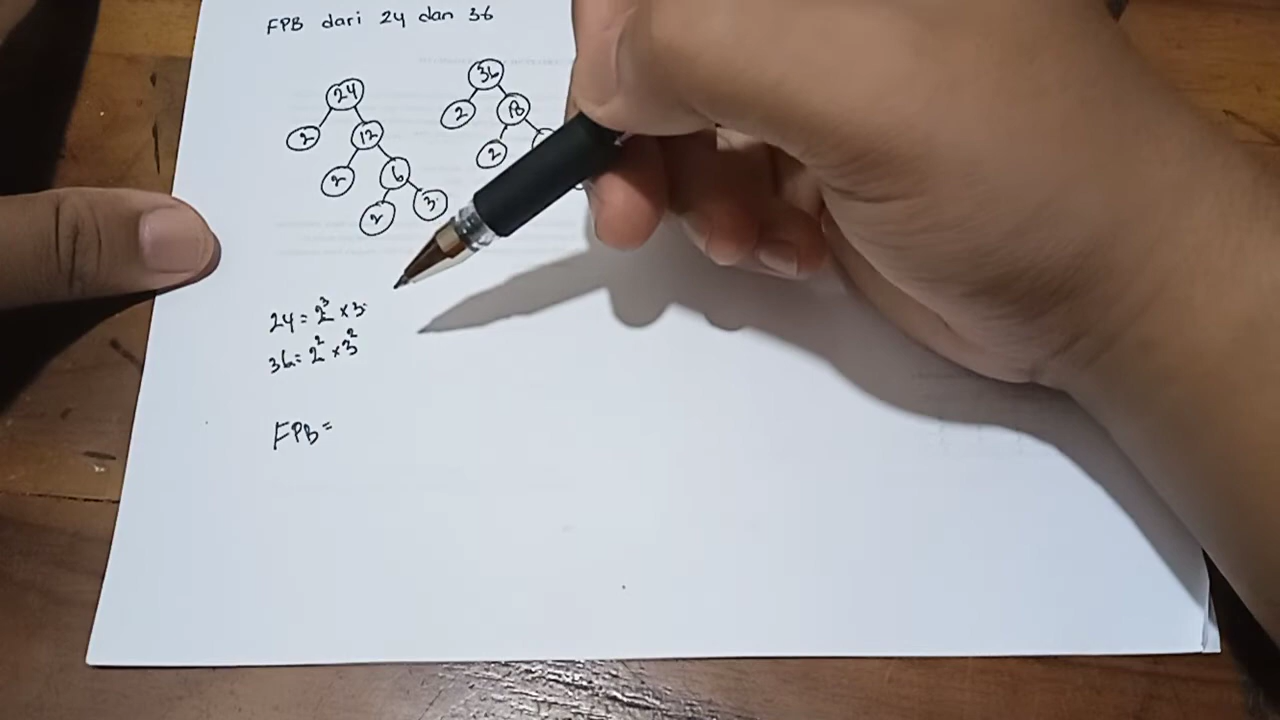 FPB dari 24 dan 36
24
2 12
2 6
2 3
36
2 18
2
24 = 2³ × 3
36 = 2² × 3²
FPB =